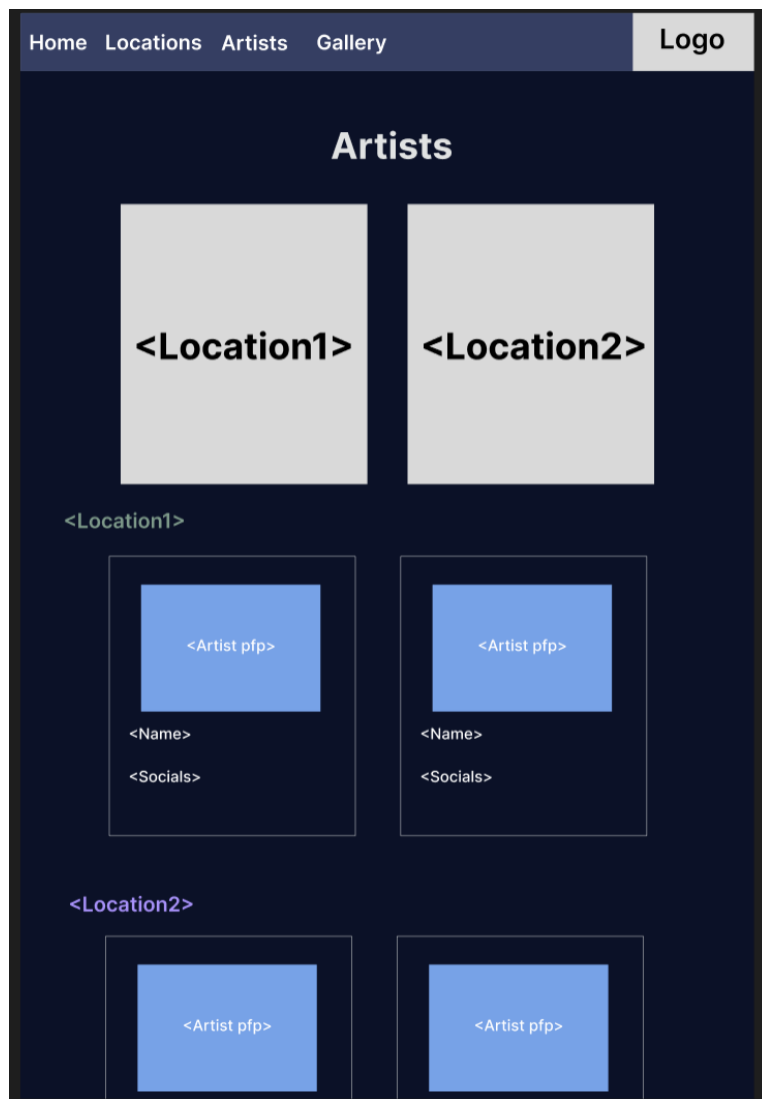 Home Locations Artists Gallery Logo
Artists
<Location1> <Location2>
<Location1>
<Artist pfp> <Artist pfp>
<Name> <Name>
<Socials> <Socials>
<Location2>
<Artist pfp> <Artist pfp>